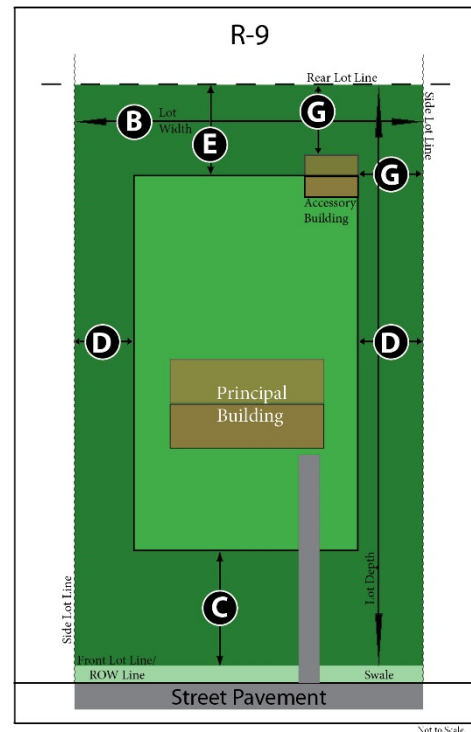 R-9
Rear Lot Line
B
Lot
Width
E
G
Side Lot Line
G
Accessory
Building
D
D
Principal
Building
Side Lot Line
C
Lot Depth
Front Lot Line/
ROW Line
Swale
Street Pavement
Not to Scale